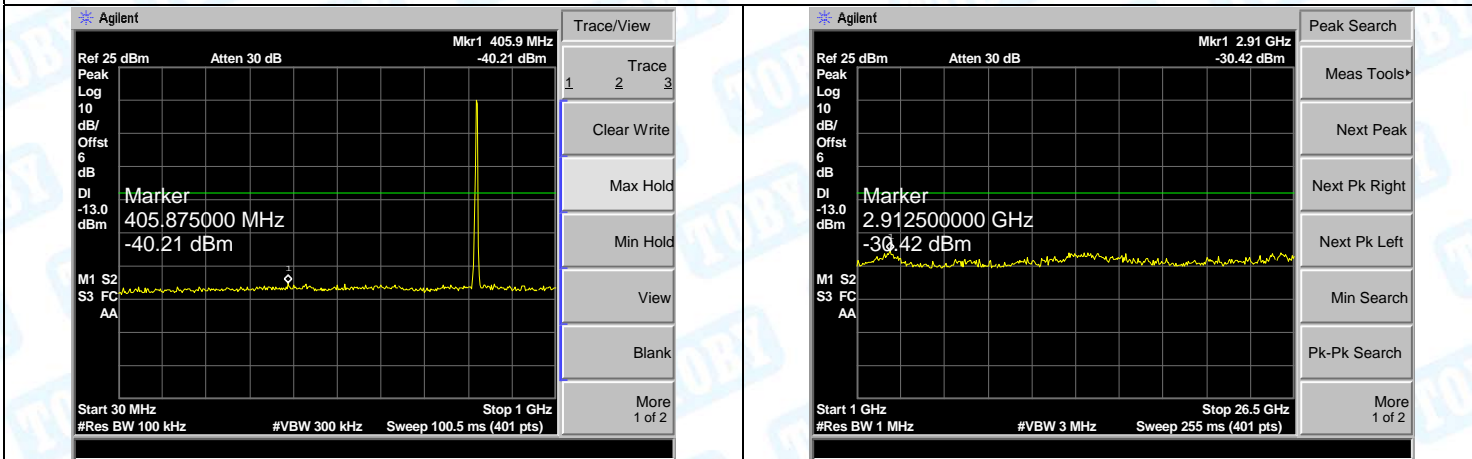 Agilent
Trace/View
Mkr1 405.9 MHz
Ref 25 dBm Atten 30 dB -40.21 dBm
Peak
Log
10
dB/
Offst
6
dB
DI
-13.0
dBm
Marker
405.875000 MHz
-40.21 dBm
1
M1 S2
S3 FC
AA
Start 30 MHz Stop 1 GHz
#Res BW 100 kHz #VBW 300 kHz Sweep 100.5 ms (401 pts)
Trace
1 2 3
Clear Write
Max Hold
Min Hold
View
Blank
More
1 of 2
Agilent
Peak Search
Mkr1 2.91 GHz
Ref 25 dBm Atten 30 dB -30.42 dBm
Peak
Log
10
dB/
Offst
6
dB
DI
-13.0
dBm
Marker
2.912500000 GHz
-30.42 dBm
1
M1 S2
S3 FC
AA
Start 1 GHz Stop 26.5 GHz
#Res BW 1 MHz #VBW 3 MHz Sweep 255 ms (401 pts)
Meas Tools
Next Peak
Next Pk Right
Next Pk Left
Min Search
Pk-Pk Search
More
1 of 2
TOBY
TOBY
TOBY
TOBY